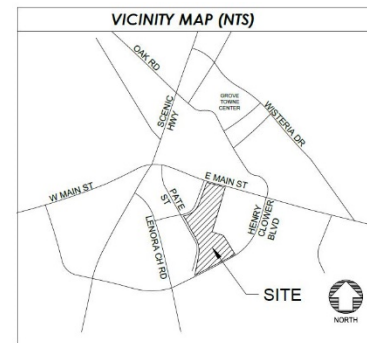 VICINITY MAP (NTS)
OAK RD
SCENIC
HWY
GROVE
TOWNE
CENTER
WISTERIA DR
W MAIN ST
PATE
ST
E MAIN ST
LENORA CH RD
HENRY
CLOWER
BLVD
SITE
NORTH